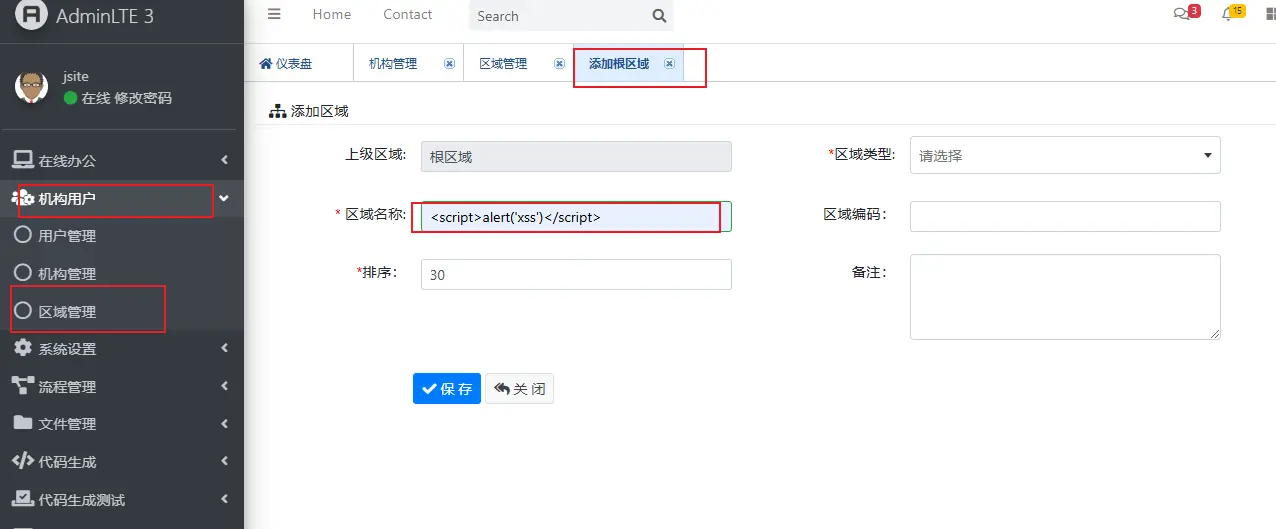 AdminLTE 3
jsite
在线 修改密码
在线办公
机构用户
用户管理
机构管理
区域管理
系统设置
流程管理
文件管理
代码生成
代码生成测试
Home Contact Search 3 15
仪表盘 机构管理 区域管理 添加根区域
添加区域
上级区域: 根区域 *区域类型: 请选择
* 区域名称: <script>alert('xss')</script> 区域编码:
*排序: 30 备注:
保 存 关 闭